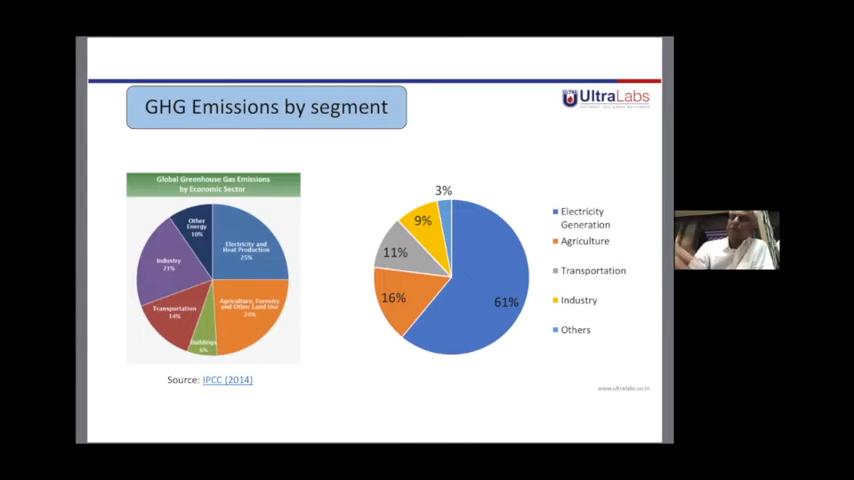 GHG Emissions by segment
UltraLabs
Global Greenhouse Gas Emissions
by Economic Sector
Other
Energy
10%
Electricity and
Heat Production
25%
Industry
21%
Agriculture, Forestry
and Other Land Use
24%
Transportation
14%
Buildings
6%
Source: IPCC (2014)
3%
9%
11%
16%
61%
Electricity
Generation
Agriculture
Transportation
Industry
Others
www.ultralabs.co.in